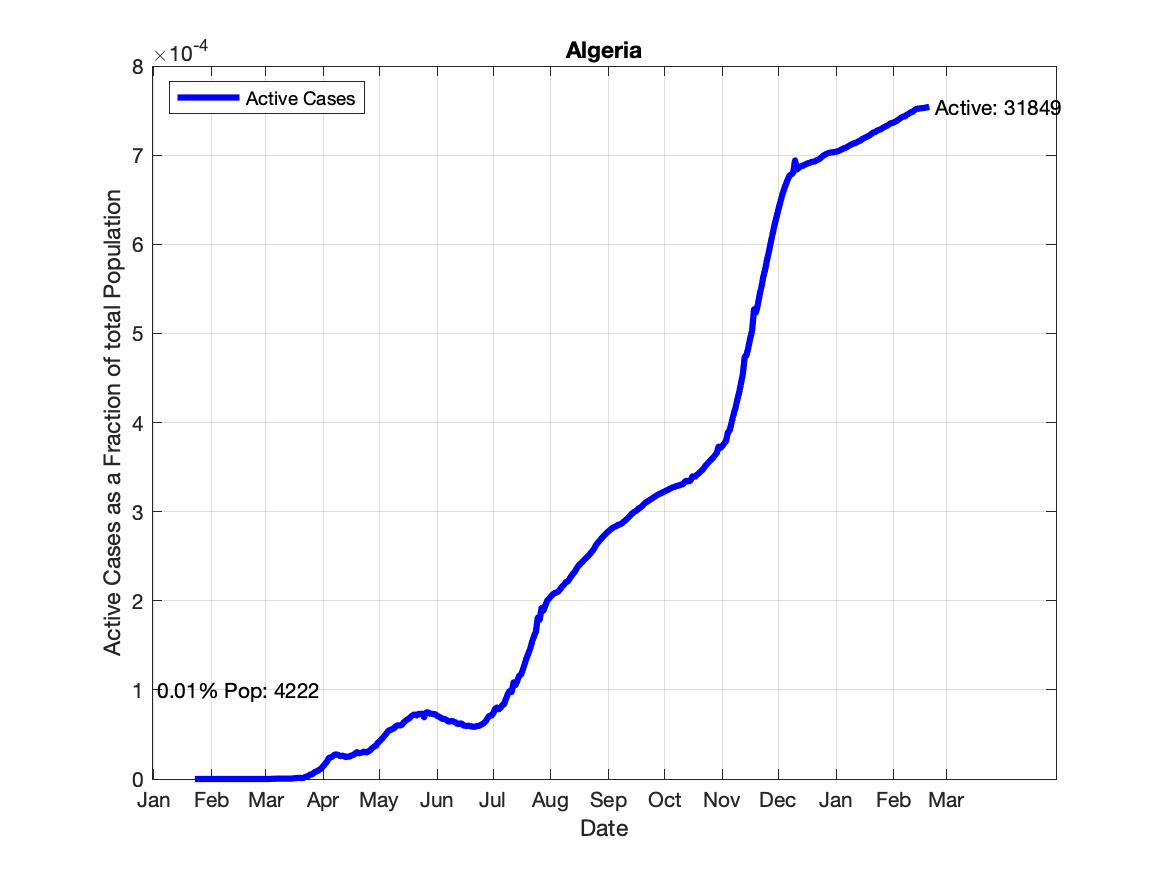 Algeria
×10-4
8
7
6
5
4
3
2
1
0
Active Cases
Active: 31849
0.01% Pop: 4222
Active Cases as a Fraction of total Population
Jan Feb Mar Apr May Jun Jul Aug Sep Oct Nov Dec Jan Feb Mar
Date